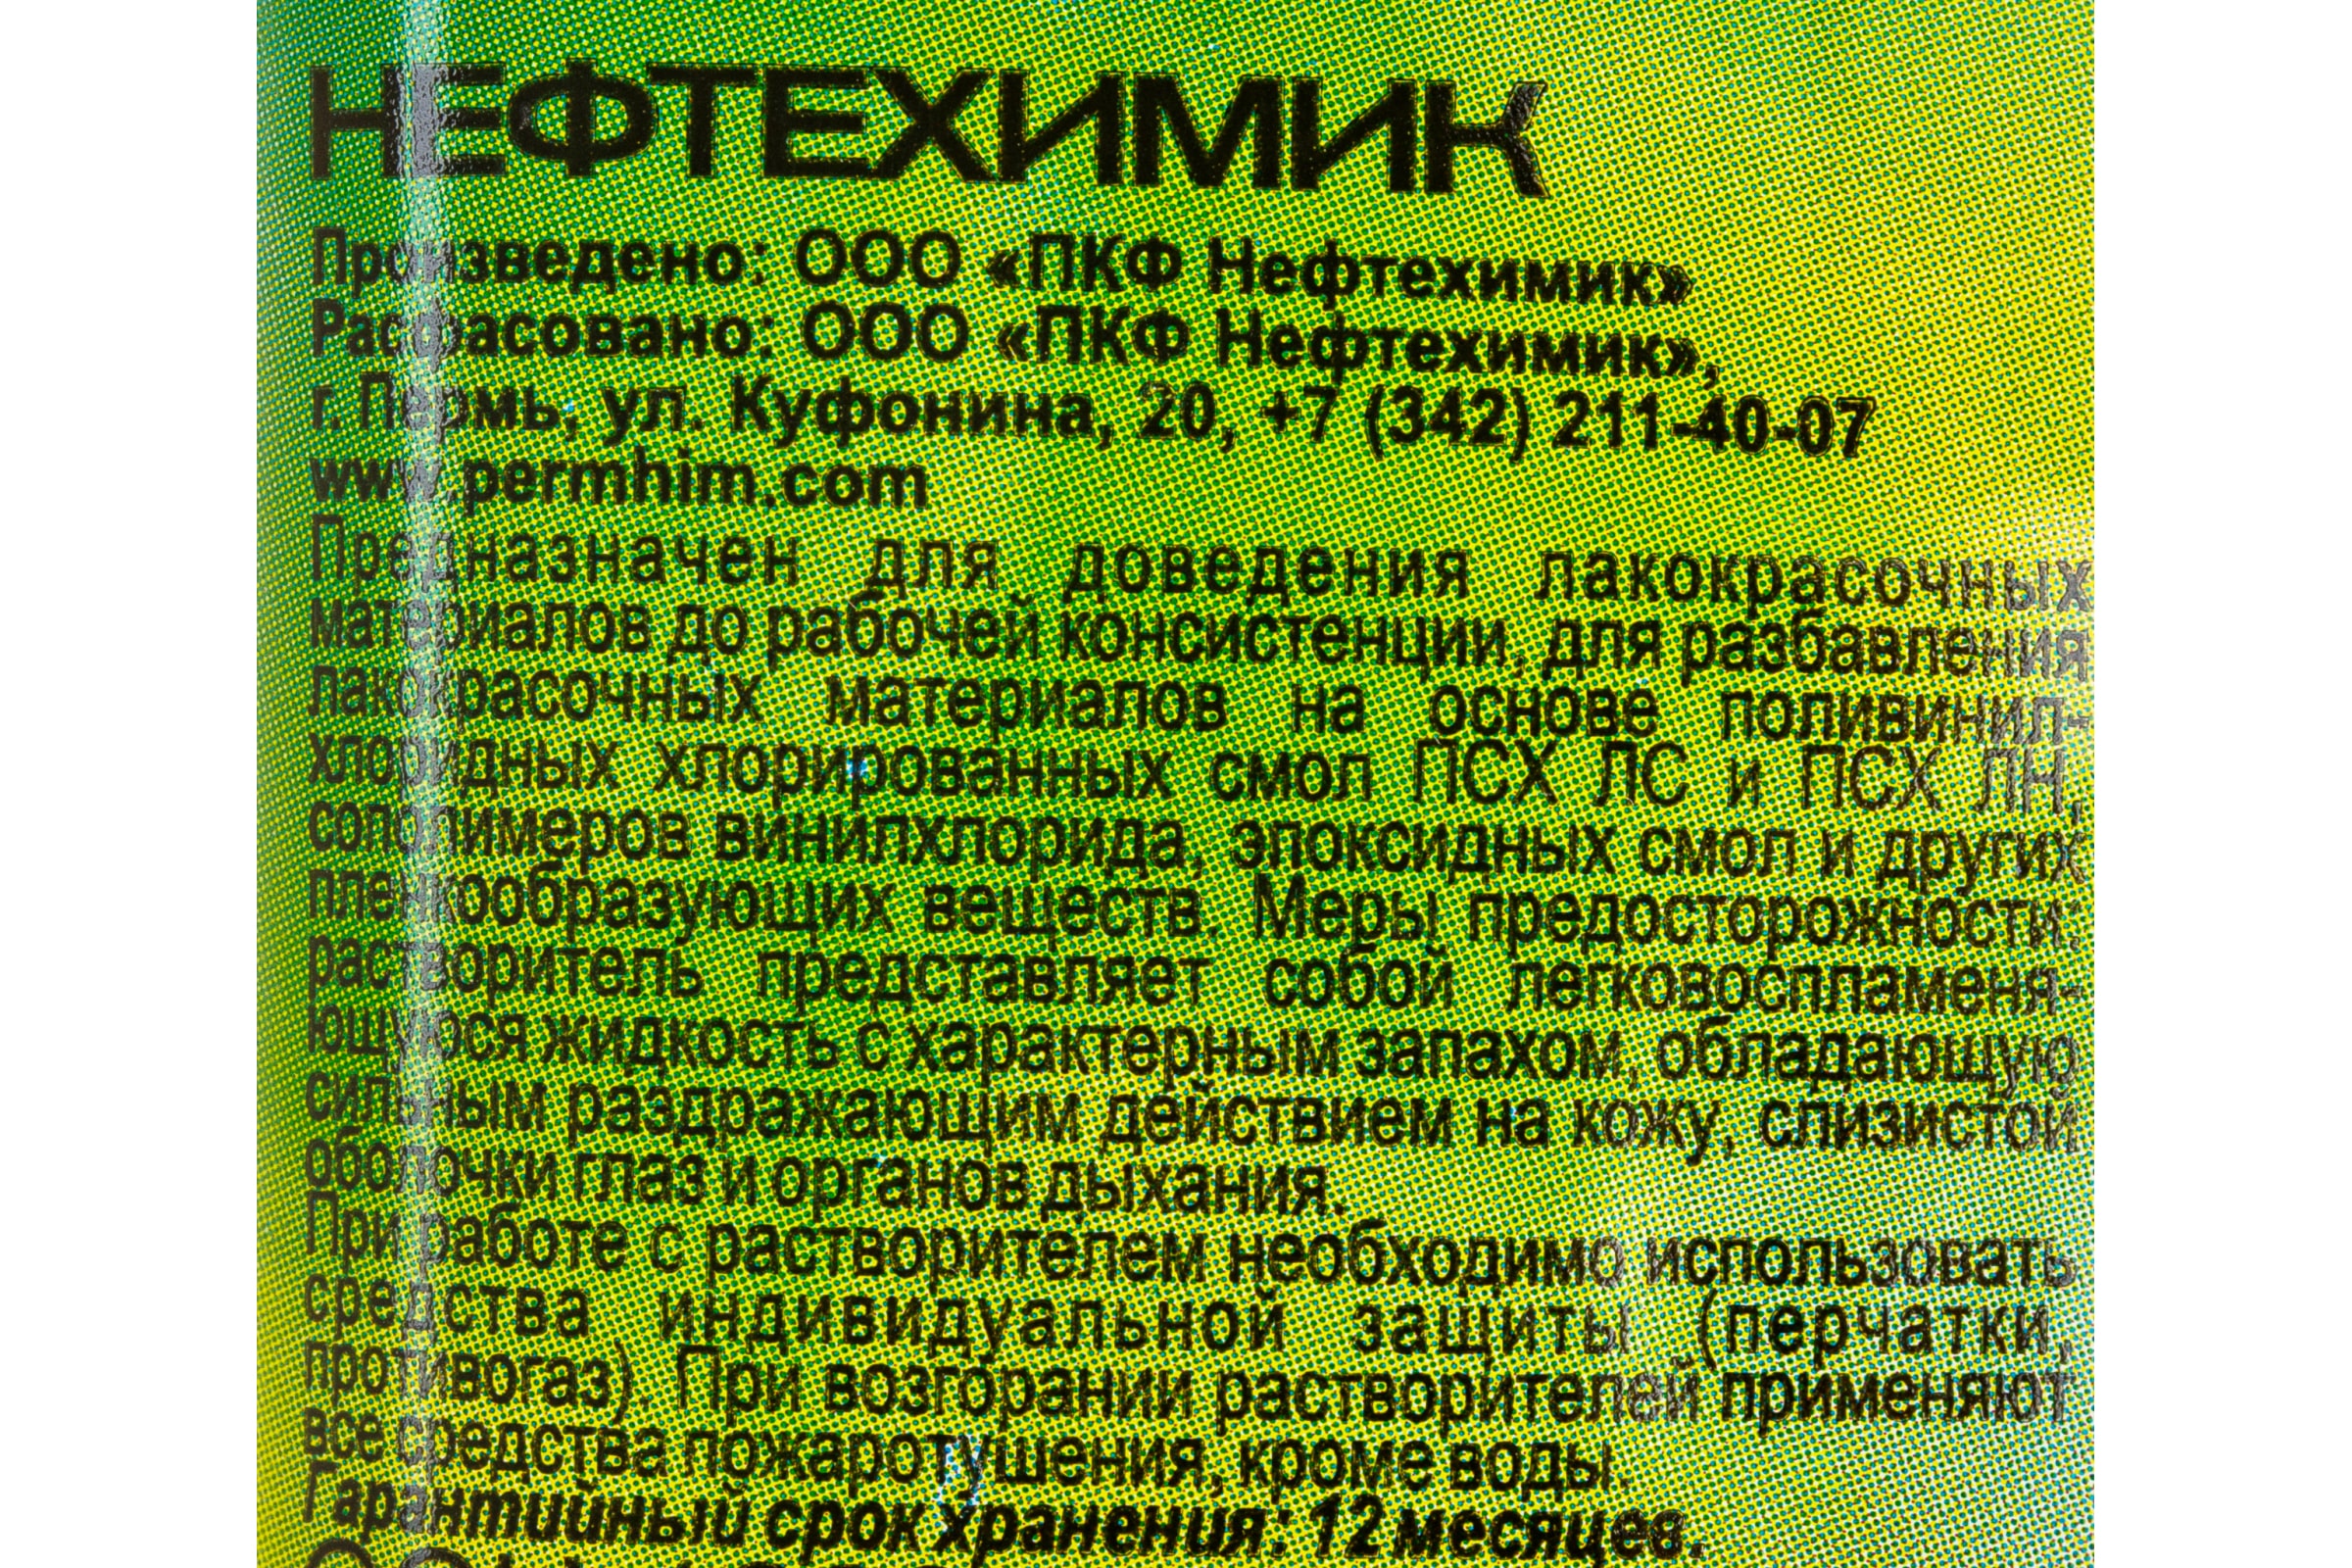 НЕФТЕХИМИК
Произведено: ООО «ПКФ Нефтехимик»
Расфасовано: ООО «ПКФ Нефтехимик»,
г. Пермь, ул. Куфонина, 20, +7 (342) 211-40-07
www.permhim.com
Предназначен для доведения лакокрасочных
материалов до рабочей консистенции, для разбавления
лакокрасочных материалов на основе поливинил-
хлоридных хлорированных смол ПСХ ЛС и ПСХ ЛН,
сополимеров винилхлорида, эпоксидных смол и других
пленкообразующих веществ. Меры предосторожности:
растворитель представляет собой легковоспламеня-
ющуюся жидкость с характерным запахом, обладающую
сильным раздражающим действием на кожу, слизистой
оболочки глаз и органов дыхания.
При работе с растворителем необходимо использовать
средства индивидуальной защиты (перчатки,
противогаз). При возгорании растворителей применяют
все средства пожаротушения, кроме воды.
Гарантийный срок хранения: 12 месяцев.